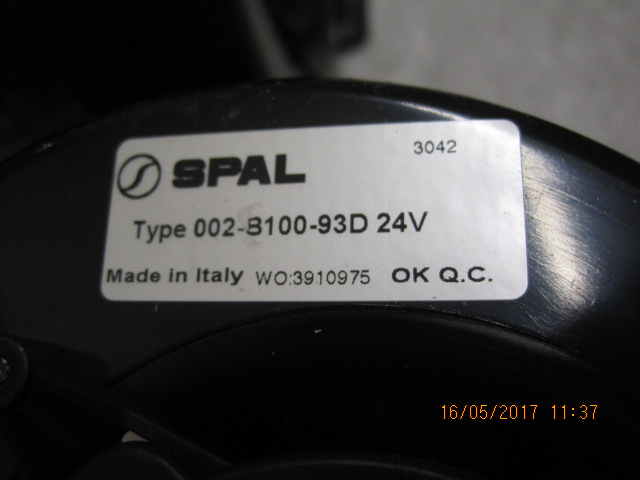 SPAL
3042
Type 002-B100-93D 24V
Made in Italy WO:3910975 OK Q.C.
16/05/2017 11:37